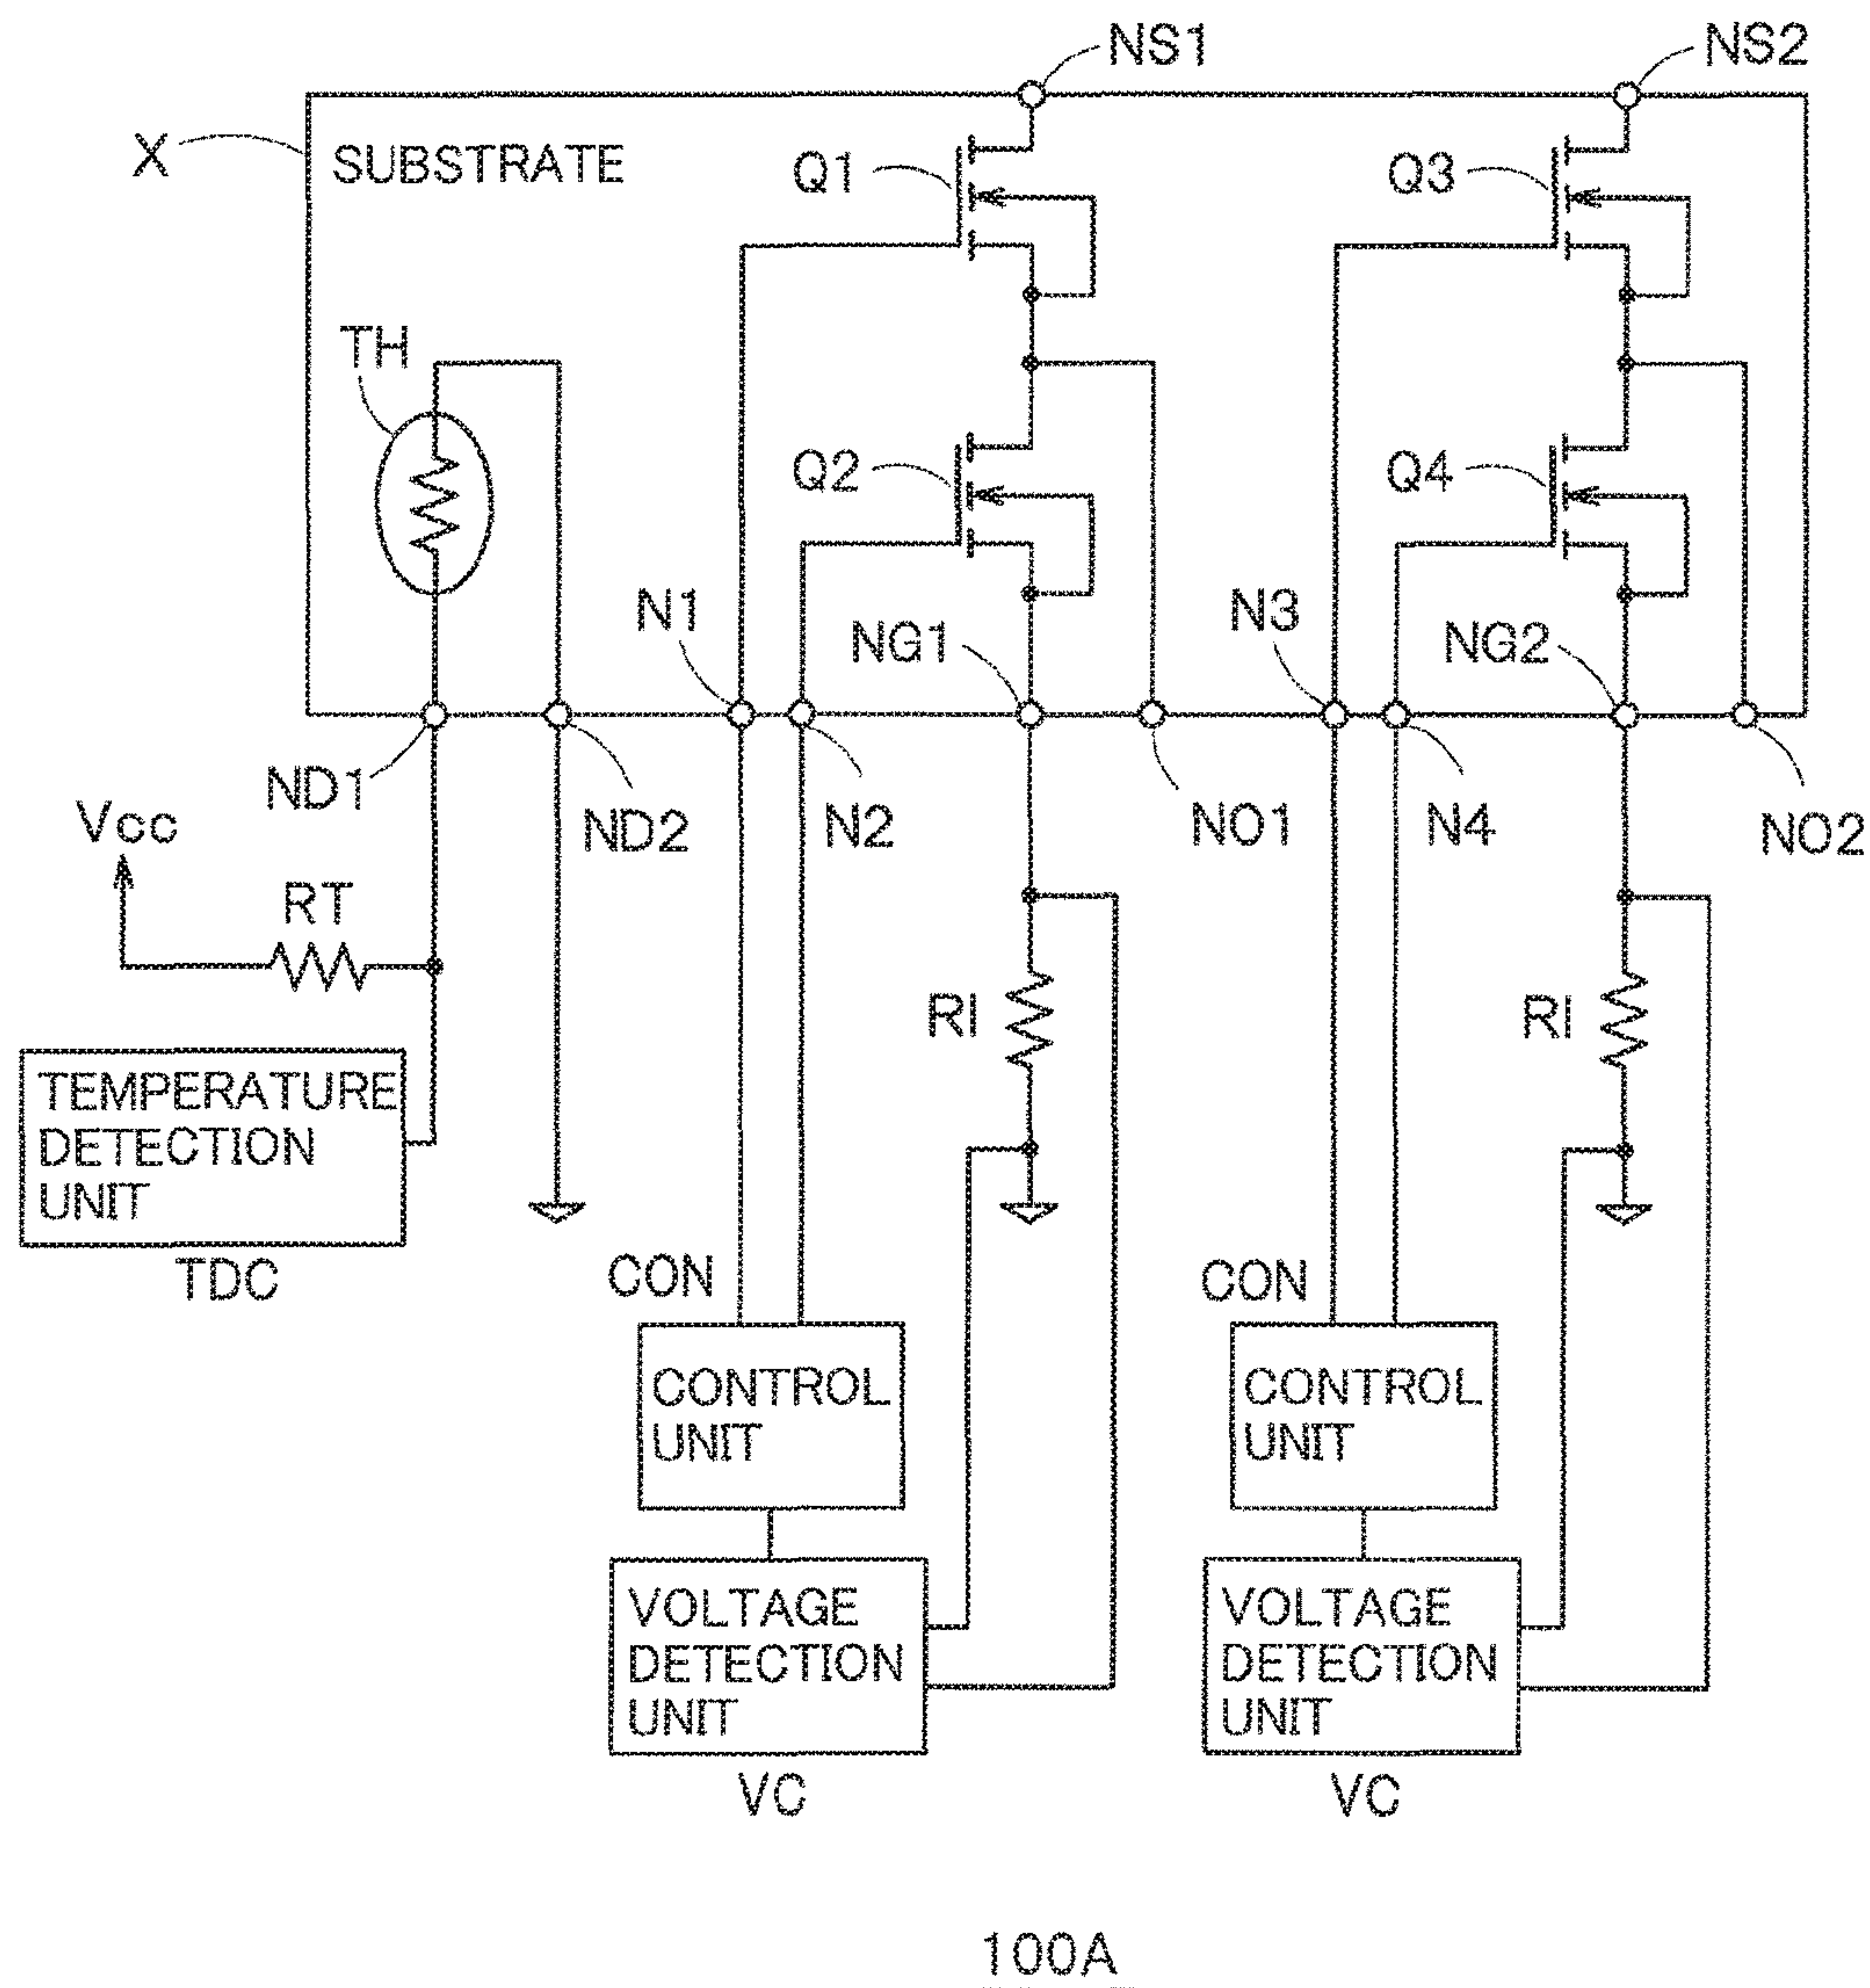 NS1
NS2
X
SUBSTRATE
Q1
Q3
TH
Q2
Q4
N1
NG1
N3
NG2
ND1
ND2
N2
NO1
N4
NO2
Vcc
RT
RI
RI
TEMPERATURE
DETECTION
UNIT
TDC
CON
CON
CONTROL
UNIT
CONTROL
UNIT
VOLTAGE
DETECTION
UNIT
VOLTAGE
DETECTION
UNIT
VC
VC
100A